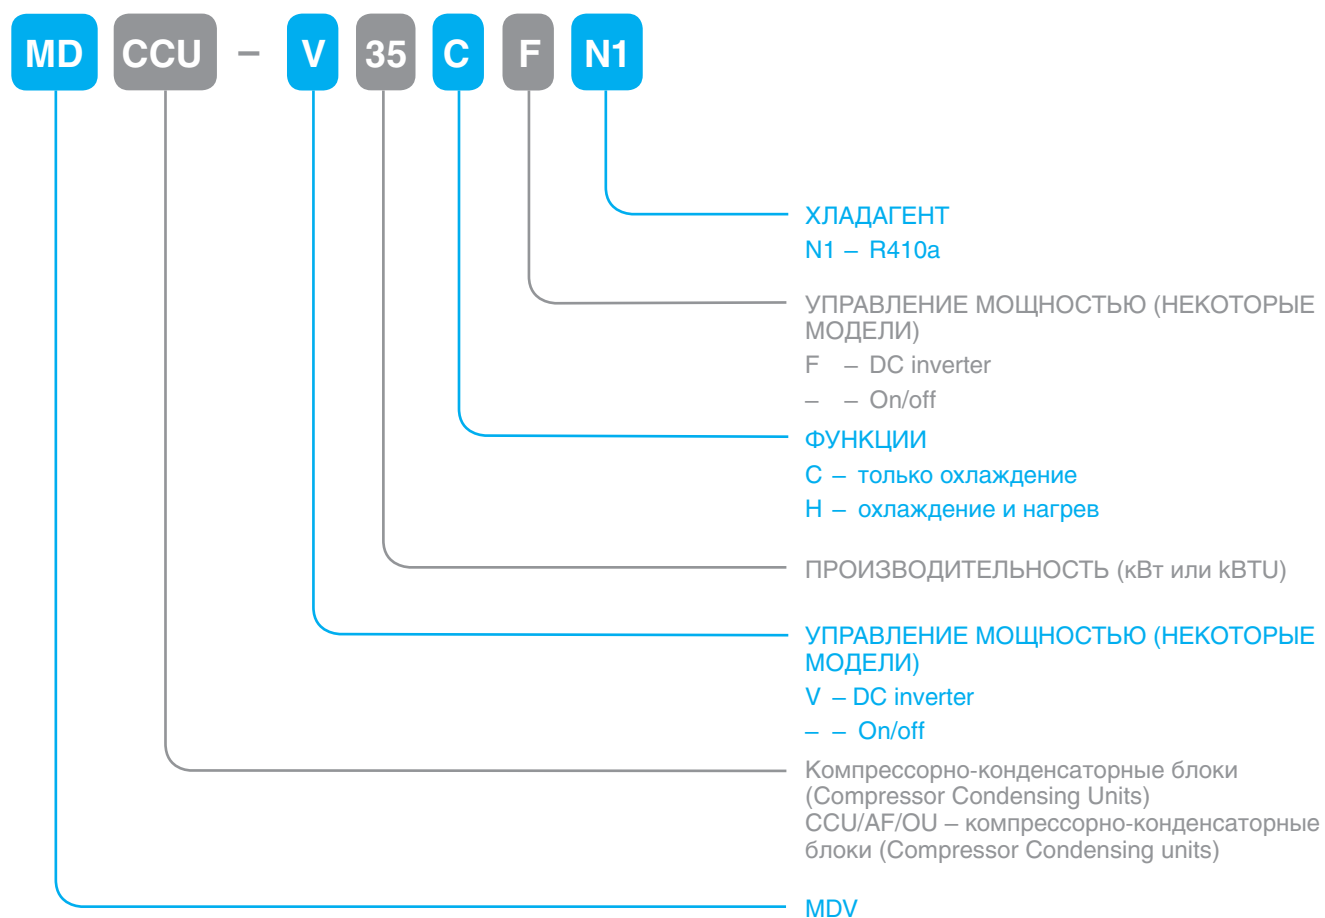 MD CCU – V 35 C F N1
ХЛАДАГЕНТ
N1 – R410a
УПРАВЛЕНИЕ МОЩНОСТЬЮ (НЕКОТОРЫЕ
МОДЕЛИ)
F – DC inverter
– – On/off
ФУНКЦИИ
C – только охлаждение
H – охлаждение и нагрев
ПРОИЗВОДИТЕЛЬНОСТЬ (кВт или kBTU)
УПРАВЛЕНИЕ МОЩНОСТЬЮ (НЕКОТОРЫЕ
МОДЕЛИ)
V – DC inverter
– – On/off
Компрессорно-конденсаторные блоки
(Compressor Condensing Units)
CCU/AF/OU – компрессорно-конденсаторные
блоки (Compressor Condensing units)
MDV